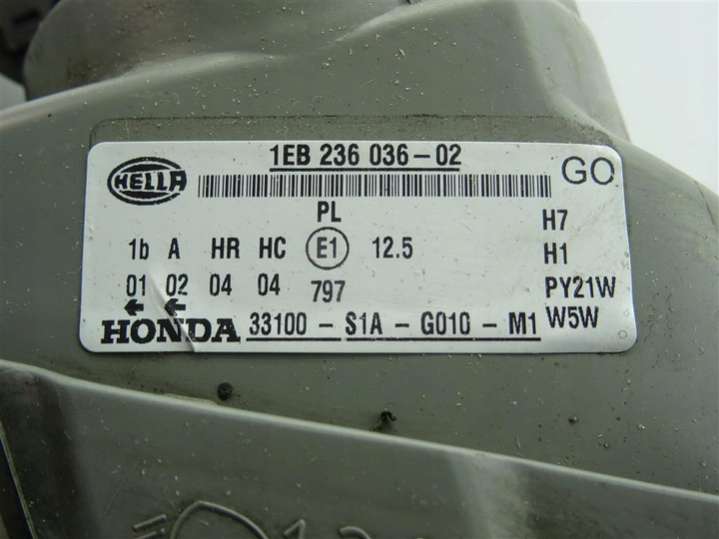 1EB 236 036-02
HELLA
GO
PL
1b A HR HC E1 12.5 H7
H1
01 02 04 04 797 PY21W
HONDA 33100 - S1A - G010 - M1 W5W